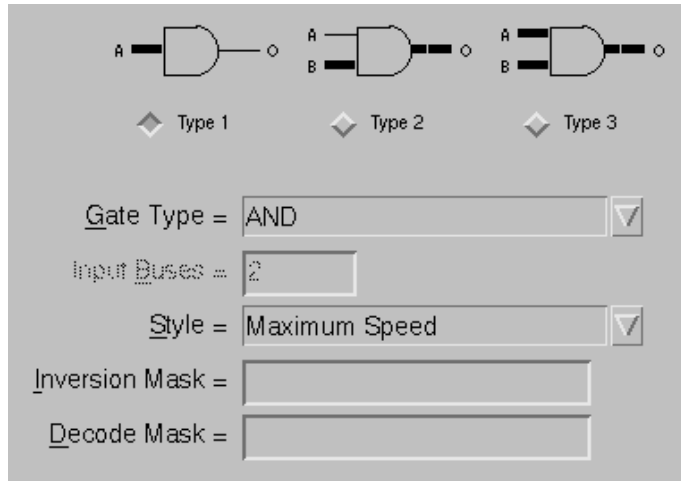 A O A B O A B O
Type 1 Type 2 Type 3
Gate Type = AND
Input Buses = 2
Style = Maximum Speed
Inversion Mask =
Decode Mask =